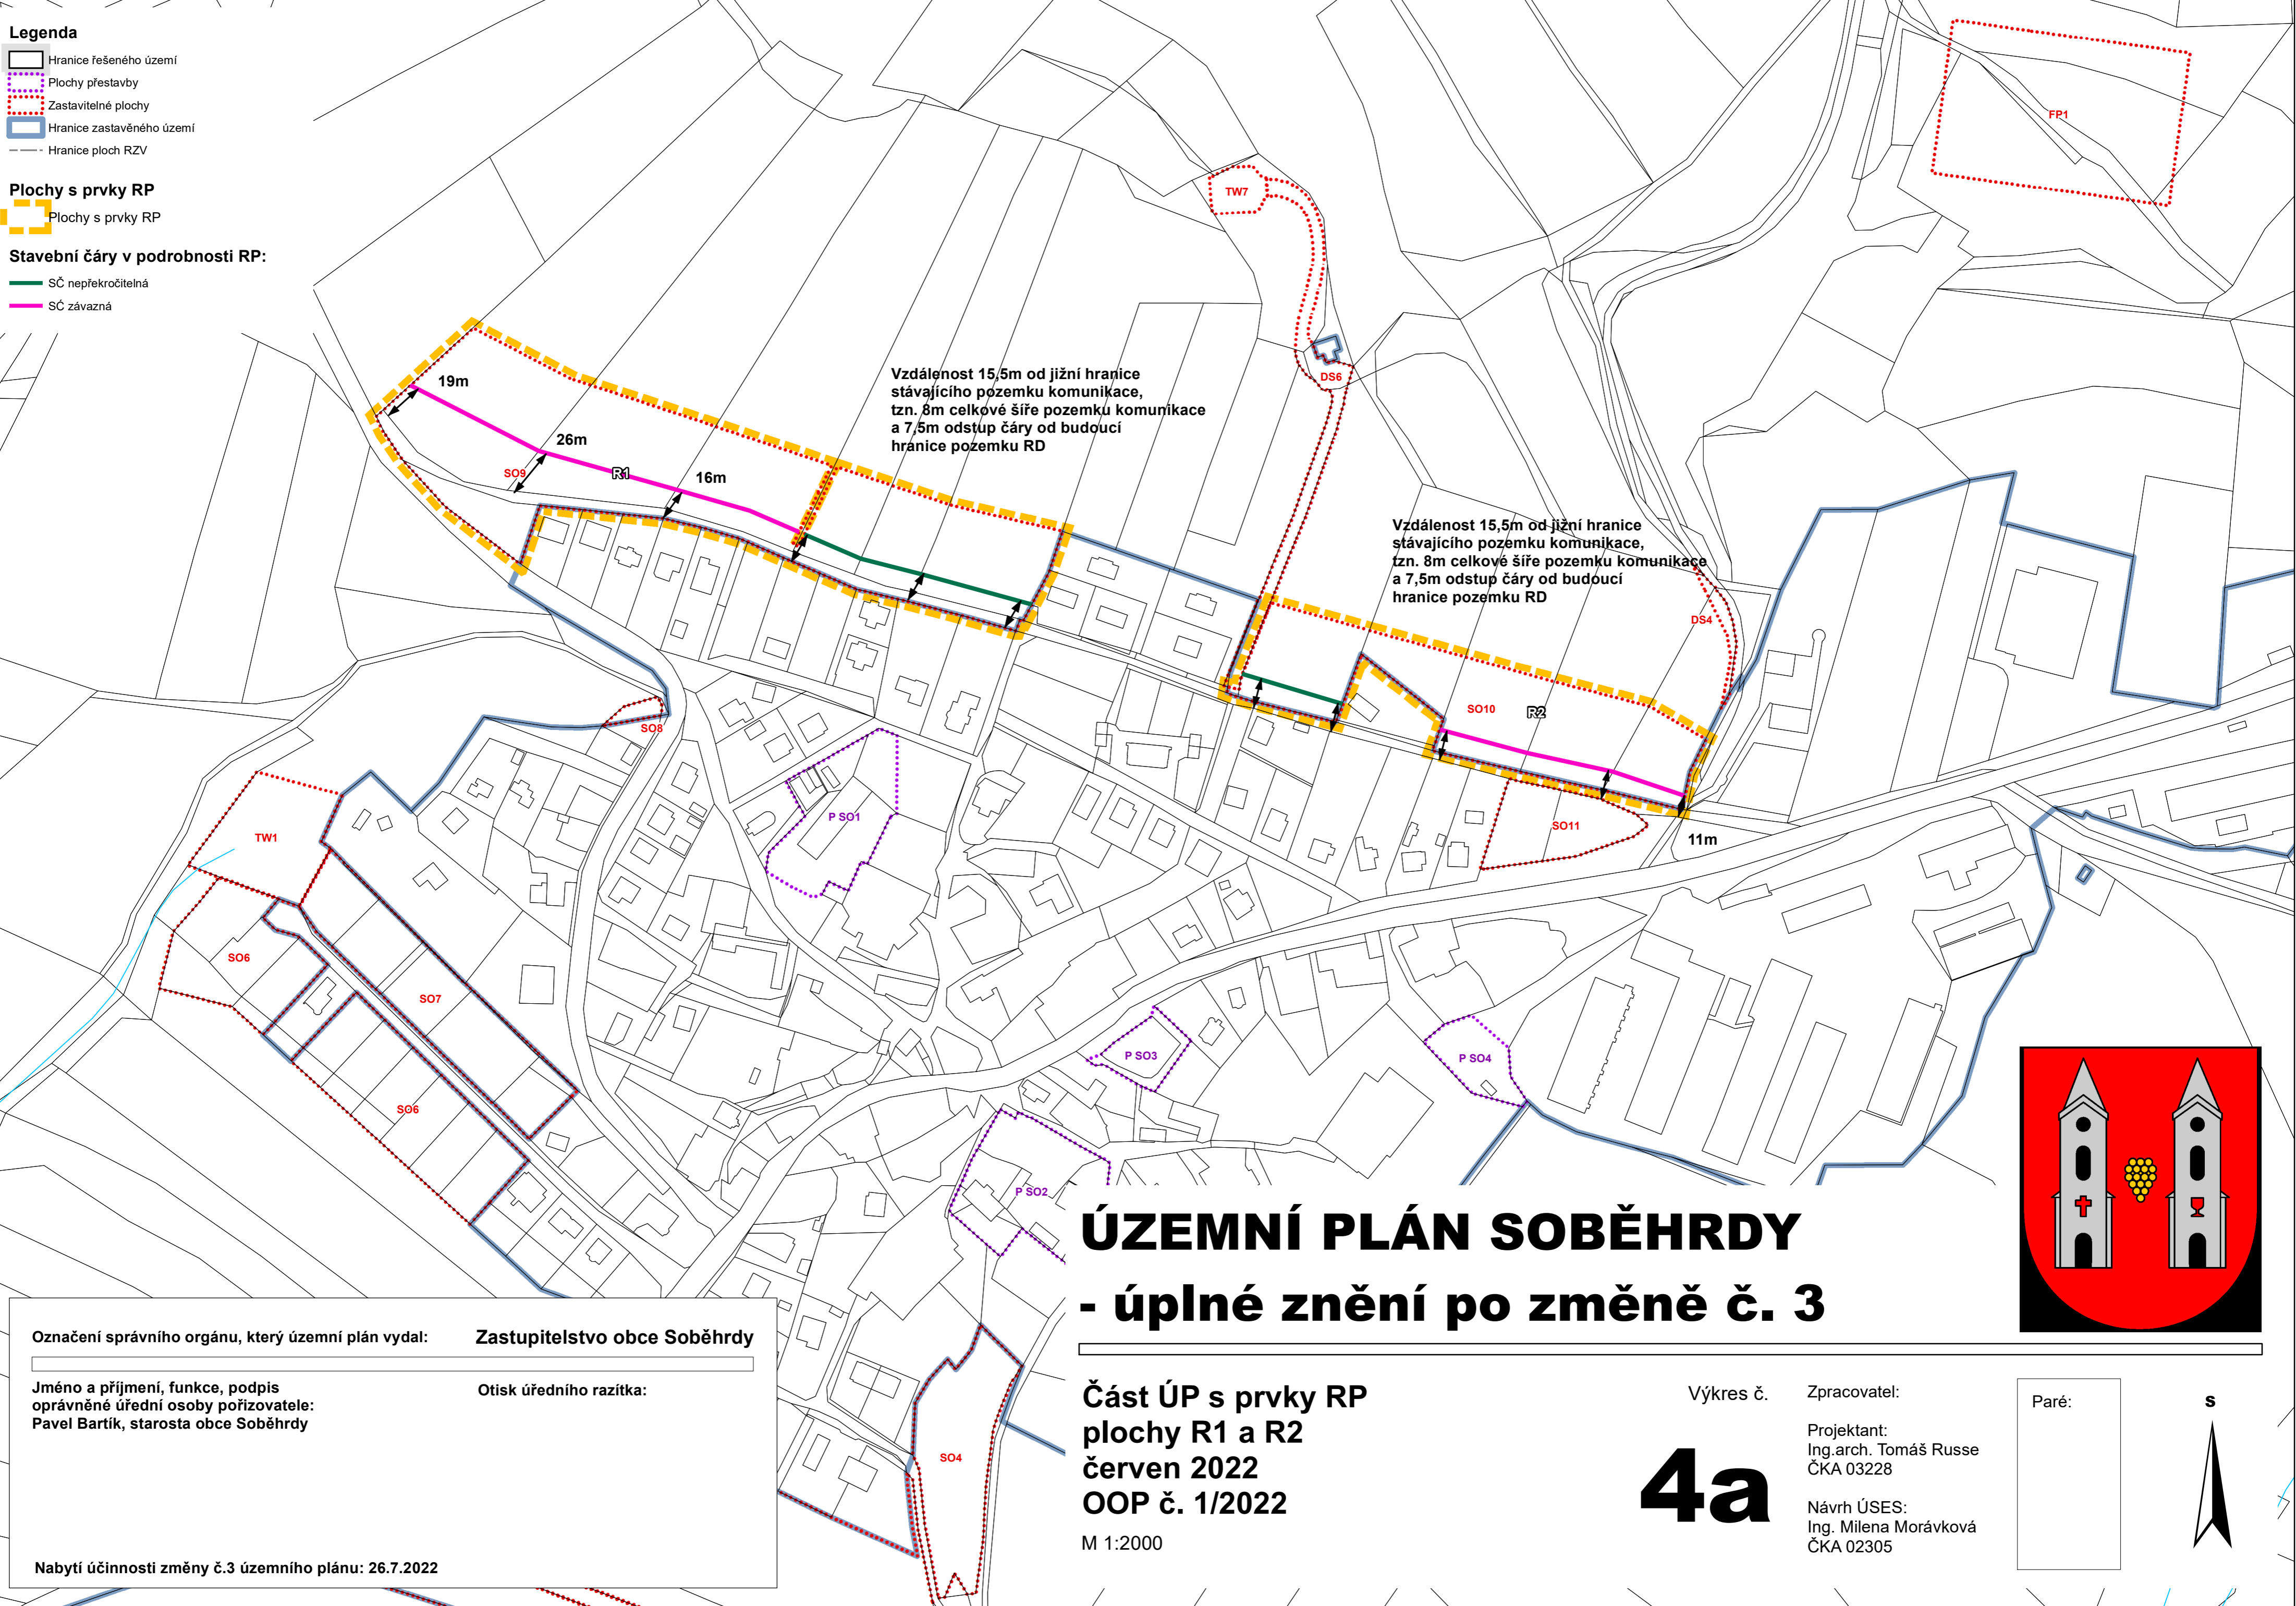 Legenda
Hranice řešeného území
Plochy přestavby
Zastavitelné plochy
Hranice zastavěného území
Hranice ploch RZV
Plochy s prvky RP
Plochy s prvky RP
Stavební čáry v podrobnosti RP:
SČ nepřekročitelná
SĆ závazná
FP1
TW7
DS6
19m
26m
16m
SO9
R1
Vzdálenost 15,5m od jižní hranice
stávajícího pozemku komunikace,
tzn. 8m celkové šíře pozemku komunikace
a 7,5m odstup čáry od budoucí
hranice pozemku RD
Vzdálenost 15,5m od jižní hranice
stávajícího pozemku komunikace,
tzn. 8m celkové šíře pozemku komunikace
a 7,5m odstup čáry od budoucí
hranice pozemku RD
DS4
SO10
R2
SO8
P SO1
SO11
11m
TW1
SO6
SO7
SO6
P SO3
P SO4
P SO2
SO4
ÚZEMNÍ PLÁN SOBĚHRDY
- úplné znění po změně č. 3
Označení správního orgánu, který územní plán vydal:
Zastupitelstvo obce Soběhrdy
Jméno a příjmení, funkce, podpis
oprávněné úřední osoby pořizovatele:
Pavel Bartík, starosta obce Soběhrdy
Otisk úředního razítka:
Nabytí účinnosti změny č.3 územního plánu: 26.7.2022
Část ÚP s prvky RP
plochy R1 a R2
červen 2022
OOP č. 1/2022
M 1:2000
Výkres č.
4a
Zpracovatel:
Projektant:
Ing.arch. Tomáš Russe
ČKA 03228
Návrh ÚSES:
Ing. Milena Morávková
ČKA 02305
Paré:
S